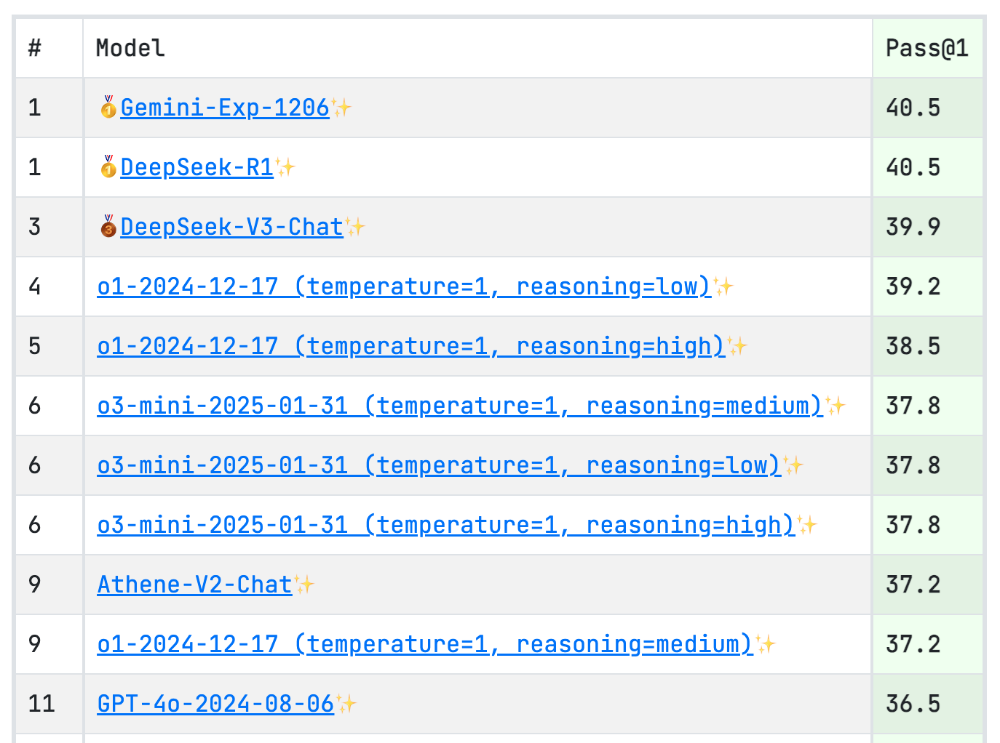 # Model Pass@1
1 🥇Gemini-Exp-1206✨ 40.5
1 🥇DeepSeek-R1✨ 40.5
3 🥉DeepSeek-V3-Chat✨ 39.9
4 o1-2024-12-17 (temperature=1, reasoning=low)✨ 39.2
5 o1-2024-12-17 (temperature=1, reasoning=high)✨ 38.5
6 o3-mini-2025-01-31 (temperature=1, reasoning=medium)✨ 37.8
6 o3-mini-2025-01-31 (temperature=1, reasoning=low)✨ 37.8
6 o3-mini-2025-01-31 (temperature=1, reasoning=high)✨ 37.8
9 Athene-V2-Chat✨ 37.2
9 o1-2024-12-17 (temperature=1, reasoning=medium)✨ 37.2
11 GPT-4o-2024-08-06✨ 36.5